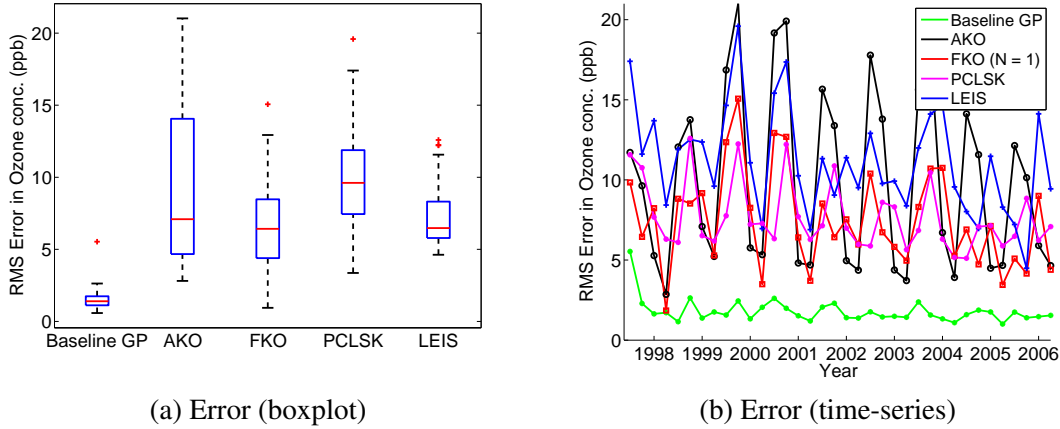 RMS Error in Ozone conc. (ppb)
20
15
10
5
0
Baseline GP AKO FKO PCLSK LEIS
(a) Error (boxplot)
RMS Error in Ozone conc. (ppb)
20
15
10
5
0
Baseline GP
AKO
FKO (N = 1)
PCLSK
LEIS
1998 1999 2000 2001 2002 2003 2004 2005 2006
Year
(b) Error (time-series)